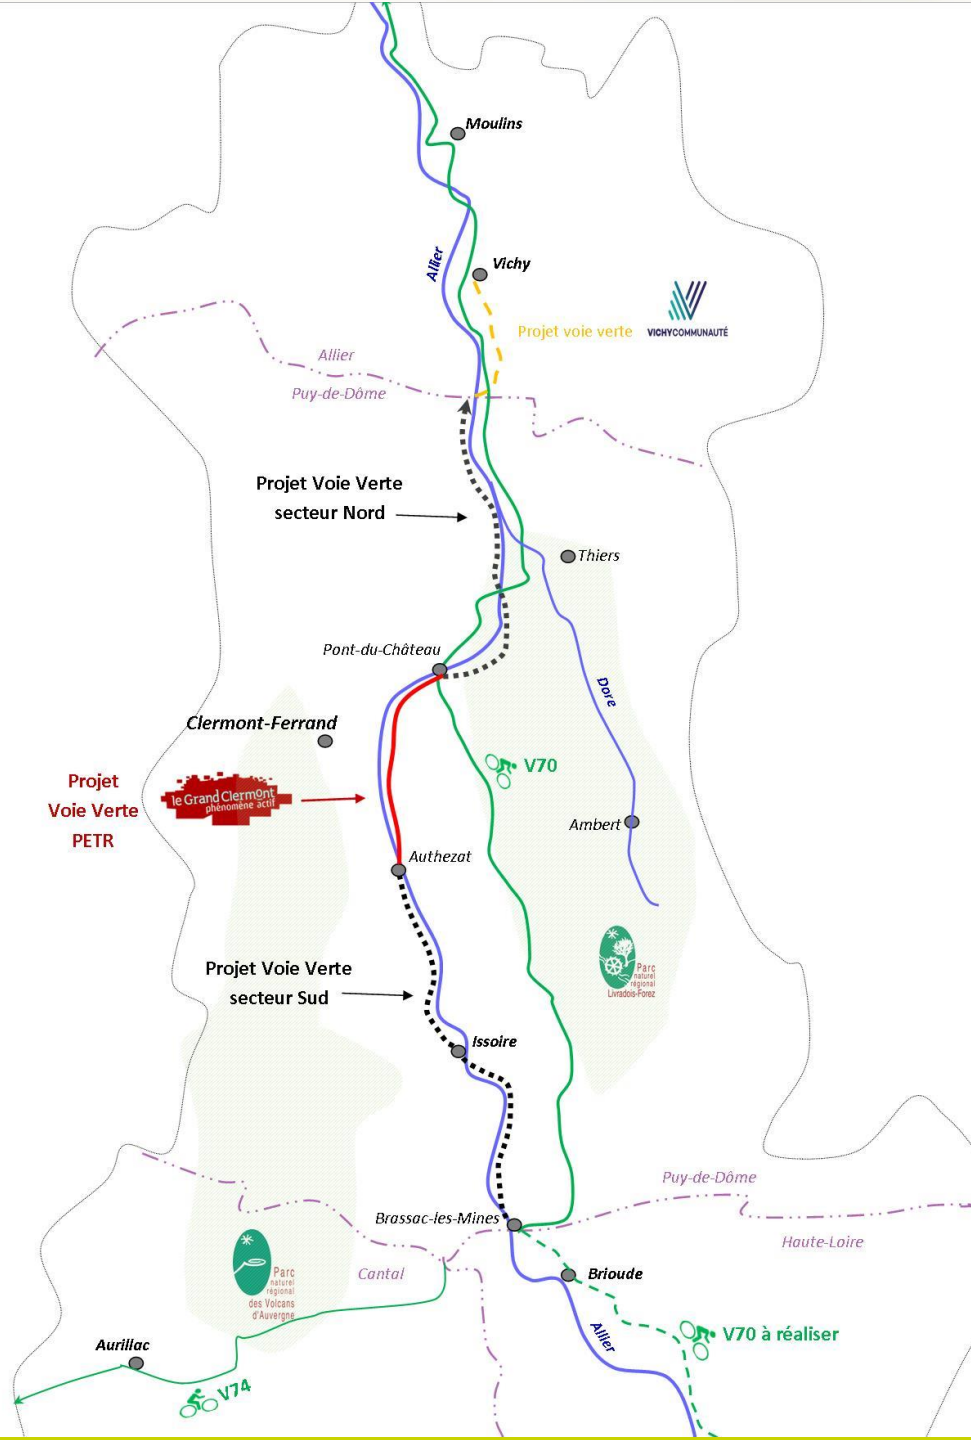 Moulins
Allier
Vichy
Projet voie verte
VICHYCOMMUNAUTÉ
Allier
Puy-de-Dôme
Projet Voie Verte
secteur Nord
Thiers
Pont-du-Château
Dore
Clermont-Ferrand
V70
Projet
Voie Verte
PETR
le Grand Clermont
phénomène actif
Ambert
Authezat
Parc
naturel
régional
Livradois-Forez
Projet Voie Verte
secteur Sud
Issoire
Puy-de-Dôme
Brassac-les-Mines
Haute-Loire
Cantal
Brioude
Parc
naturel
régional
des Volcans
d'Auvergne
Allier
V70 à réaliser
Aurillac
V74